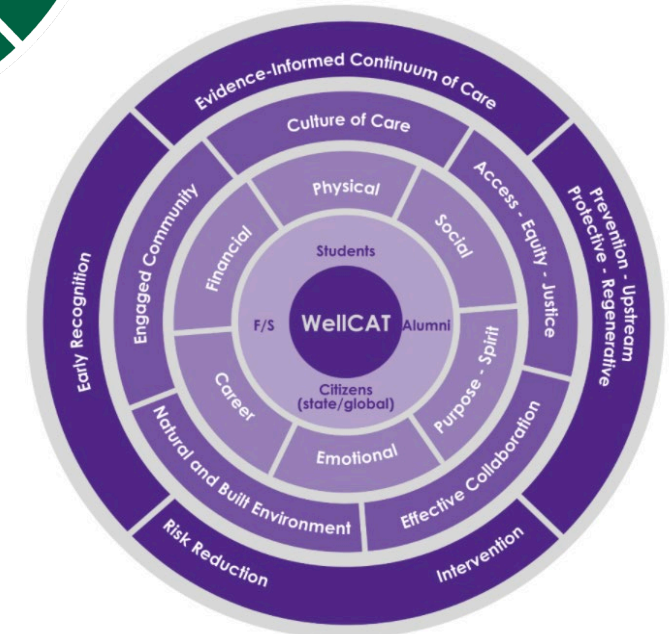 Evidence-Informed Continuum of Care
Prevention - Upstream
Protective - Regenerative
Intervention
Risk Reduction
Early Recognition
Culture of Care
Access - Equity - Justice
Effective Collaboration
Natural and Built Environment
Engaged Community
Physical
Social
Purpose - Spirit
Emotional
Career
Financial
Students
Alumni
Citizens
(state/global)
F/S
WellCAT